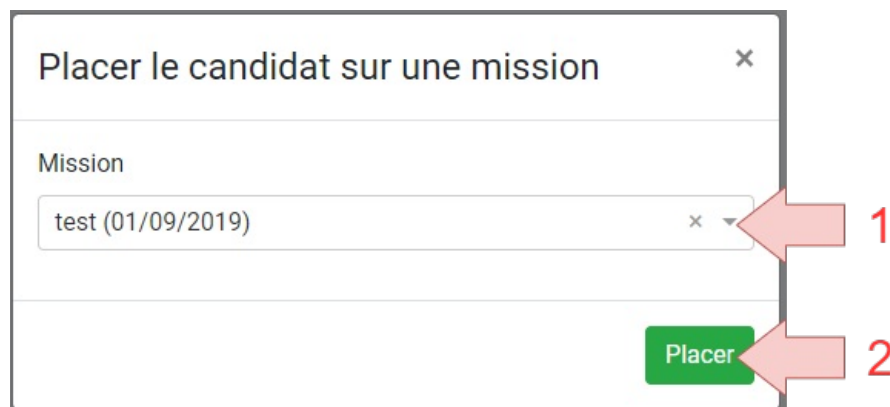 Placer le candidat sur une mission ×
Mission
test (01/09/2019) ×
1
Placer
2